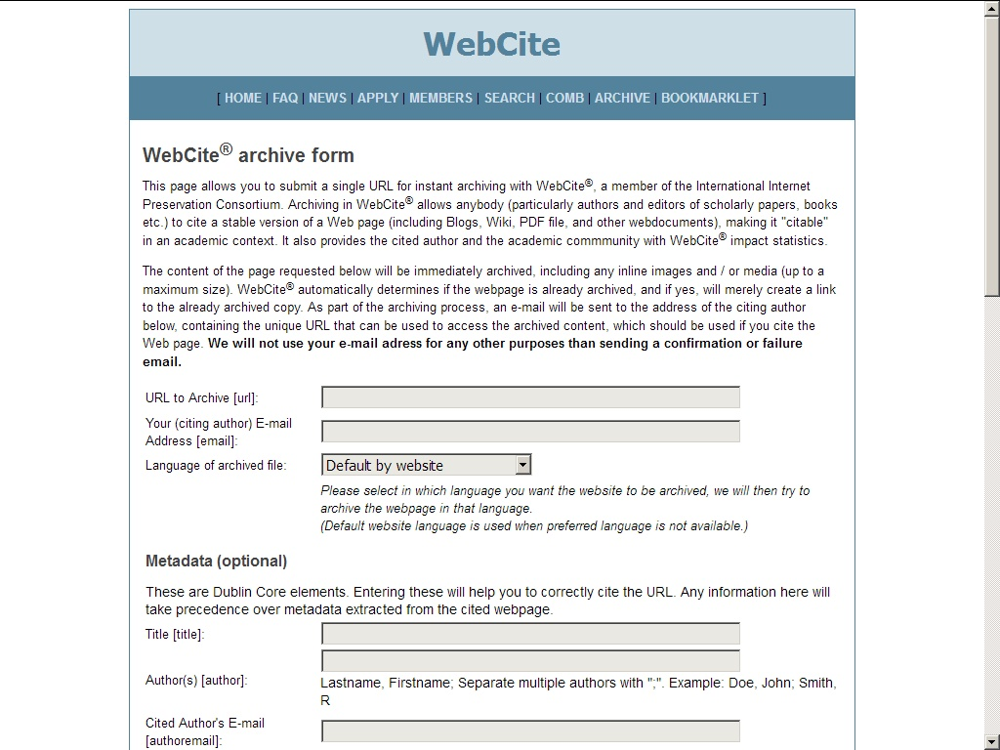 WebCite
[ HOME | FAQ | NEWS | APPLY | MEMBERS | SEARCH | COMB | ARCHIVE | BOOKMARKLET ]
WebCite® archive form
This page allows you to submit a single URL for instant archiving with WebCite®, a member of the International Internet
Preservation Consortium. Archiving in WebCite® allows anybody (particularly authors and editors of scholarly papers, books
etc.) to cite a stable version of a Web page (including Blogs, Wiki, PDF file, and other webdocuments), making it "citable"
in an academic context. It also provides the cited author and the academic commmunity with WebCite® impact statistics.
The content of the page requested below will be immediately archived, including any inline images and / or media (up to a
maximum size). WebCite® automatically determines if the webpage is already archived, and if yes, will merely create a link
to the already archived copy. As part of the archiving process, an e-mail will be sent to the address of the citing author
below, containing the unique URL that can be used to access the archived content, which should be used if you cite the
Web page. We will not use your e-mail adress for any other purposes than sending a confirmation or failure
email.
URL to Archive [url]:
Your (citing author) E-mail
Address [email]:
Language of archived file:
Default by website
Please select in which language you want the website to be archived, we will then try to
archive the webpage in that language.
(Default website language is used when preferred language is not available.)
Metadata (optional)
These are Dublin Core elements. Entering these will help you to correctly cite the URL. Any information here will
take precedence over metadata extracted from the cited webpage.
Title [title]:
Author(s) [author]:
Lastname, Firstname; Separate multiple authors with ";". Example: Doe, John; Smith,
R
Cited Author's E-mail
[authoremail]: